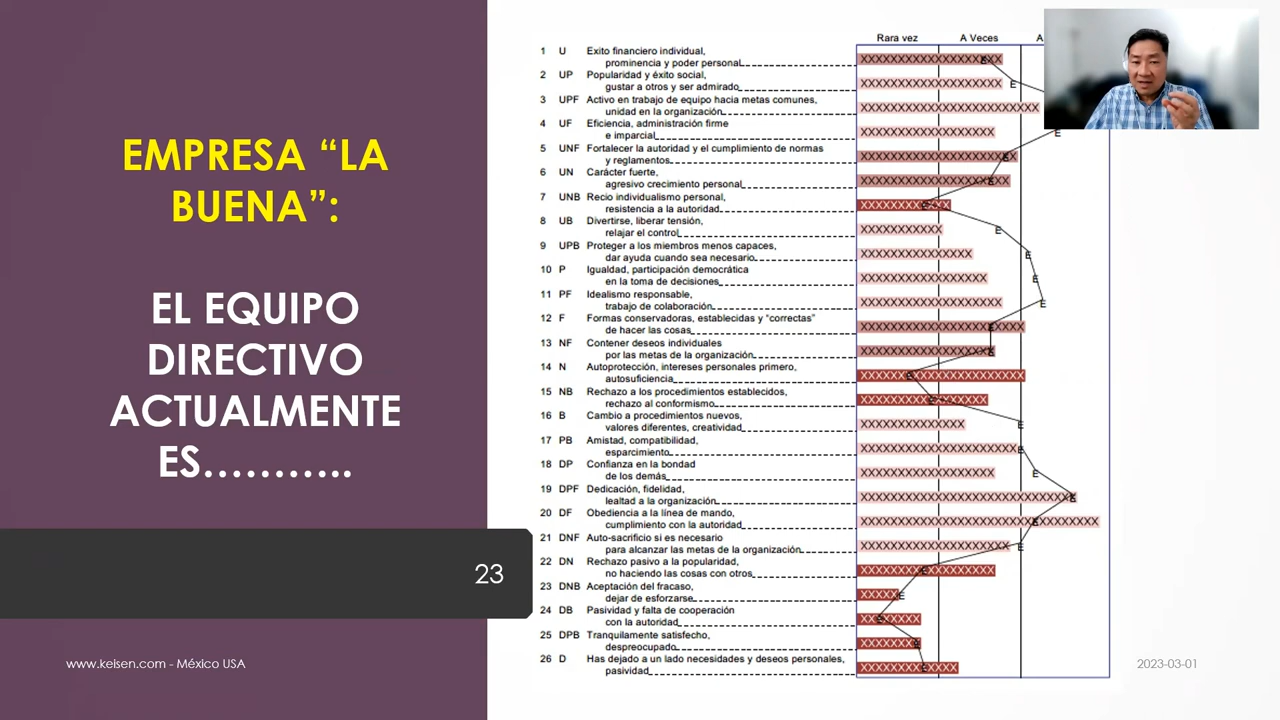 EMPRESA “LA
BUENA”:
EL EQUIPO
DIRECTIVO
ACTUALMENTE
ES………..
23
www.keisen.com - México USA
Rara vez A Veces A
1 U Exito financiero individual,
prominencia y poder personal
2 UP Popularidad y éxito social,
gustar a otros y ser admirado
3 UPF Activo en trabajo de equipo hacia metas comunes,
unidad en la organización
4 UF Eficiencia, administración firme
e imparcial
5 UNF Fortalecer la autoridad y el cumplimiento de normas
y reglamentos
6 UN Carácter fuerte,
agresivo crecimiento personal
7 UNB Recio individualismo personal,
resistencia a la autoridad
8 UB Divertirse, liberar tensión,
relajar el control
9 UPB Proteger a los miembros menos capaces,
dar ayuda cuando sea necesario
10 P Igualdad, participación democrática
en la toma de decisiones
11 PF Idealismo responsable,
trabajo de colaboración
12 F Formas conservadoras, establecidas y “correctas”
de hacer las cosas
13 NF Contener deseos individuales
por las metas de la organización
14 N Autoprotección, intereses personales primero,
autosuficiencia
15 NB Rechazo a los procedimientos establecidos,
rechazo al conformismo
16 B Cambio a procedimientos nuevos,
valores diferentes, creatividad
17 PB Amistad, compatibilidad,
esparcimiento
18 DP Confianza en la bondad
de los demás
19 DPF Dedicación, fidelidad,
lealtad a la organización
20 DF Obediencia a la línea de mando,
cumplimiento con la autoridad
21 DNF Auto-sacrificio si es necesario
para alcanzar las metas de la organización
22 DN Rechazo pasivo a la popularidad,
no haciendo las cosas con otros
23 DNB Aceptación del fracaso,
dejar de esforzarse
24 DB Pasividad y falta de cooperación
con la autoridad
25 DPB Tranquilamente satisfecho,
despreocupado
26 D Has dejado a un lado necesidades y deseos personales,
pasividad
2023-03-01